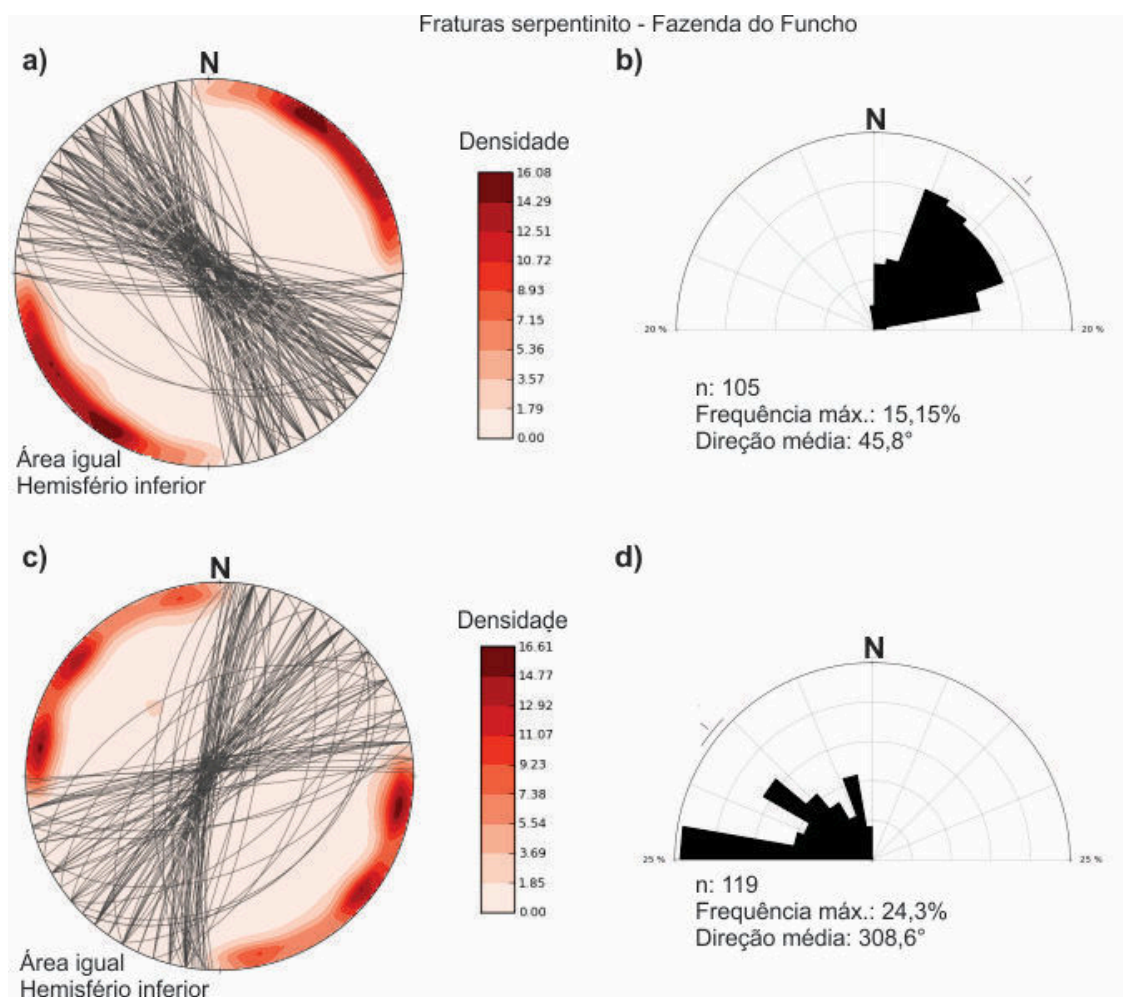 Fraturas serpentinito - Fazenda do Funcho
a)
N
Densidade
16.08
14.29
12.51
10.72
8.93
7.15
5.36
3.57
1.79
0.00
Área igual
Hemisfério inferior
b)
N
20 %
20 %
n: 105
Frequência máx.: 15,15%
Direção média: 45,8°
c)
N
Densidade
16.61
14.77
12.92
11.07
9.23
7.38
5.54
3.69
1.85
0.00
Área igual
Hemisfério inferior
d)
N
25 %
25 %
n: 119
Frequência máx.: 24,3%
Direção média: 308,6°